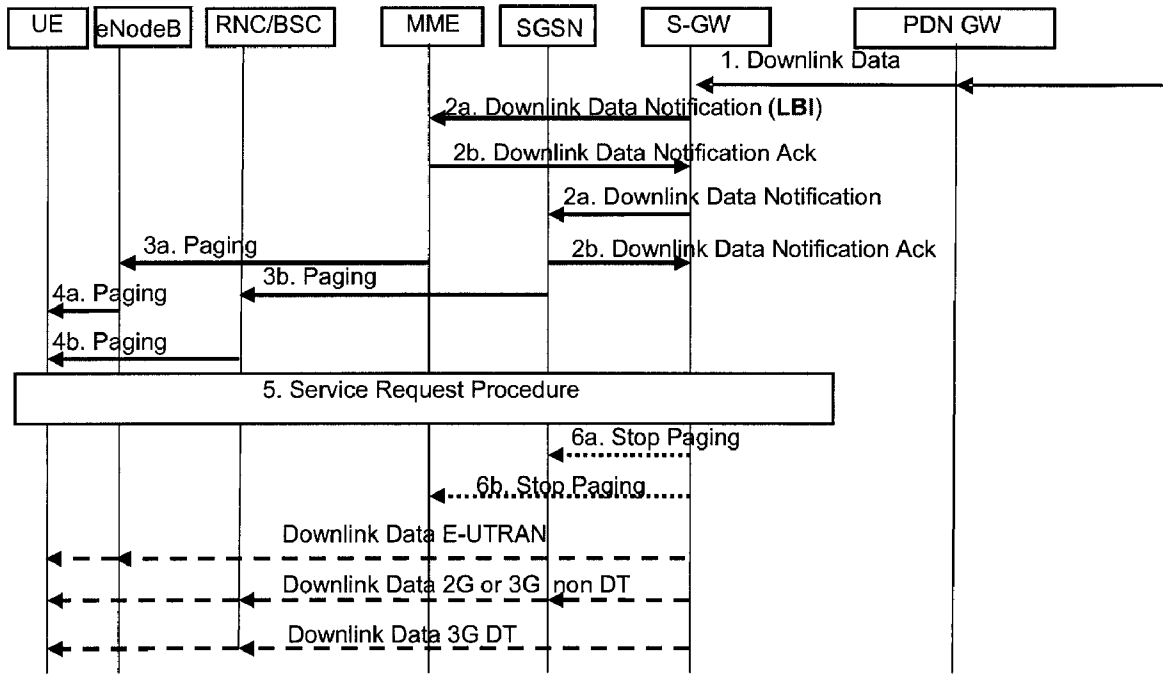 UE
eNodeB
RNC/BSC
MME
SGSN
S-GW
PDN GW
1. Downlink Data
2a. Downlink Data Notification (LBI)
2b. Downlink Data Notification Ack
2a. Downlink Data Notification
3a. Paging
2b. Downlink Data Notification Ack
3b. Paging
4a. Paging
4b. Paging
5. Service Request Procedure
6a. Stop Paging
6b. Stop Paging
Downlink Data E-UTRAN
Downlink Data 2G or 3G non DT
Downlink Data 3G DT